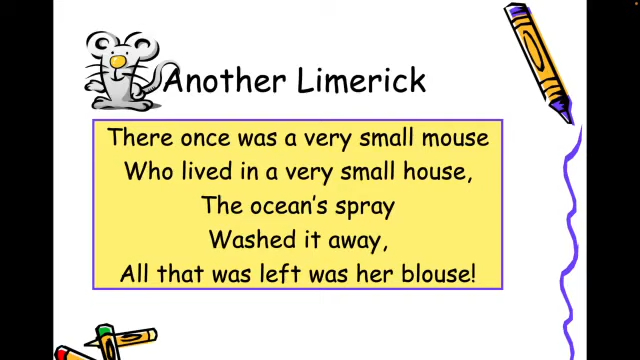 Another Limerick
There once was a very small mouse
Who lived in a very small house,
The ocean's spray
Washed it away,
All that was left was her blouse!